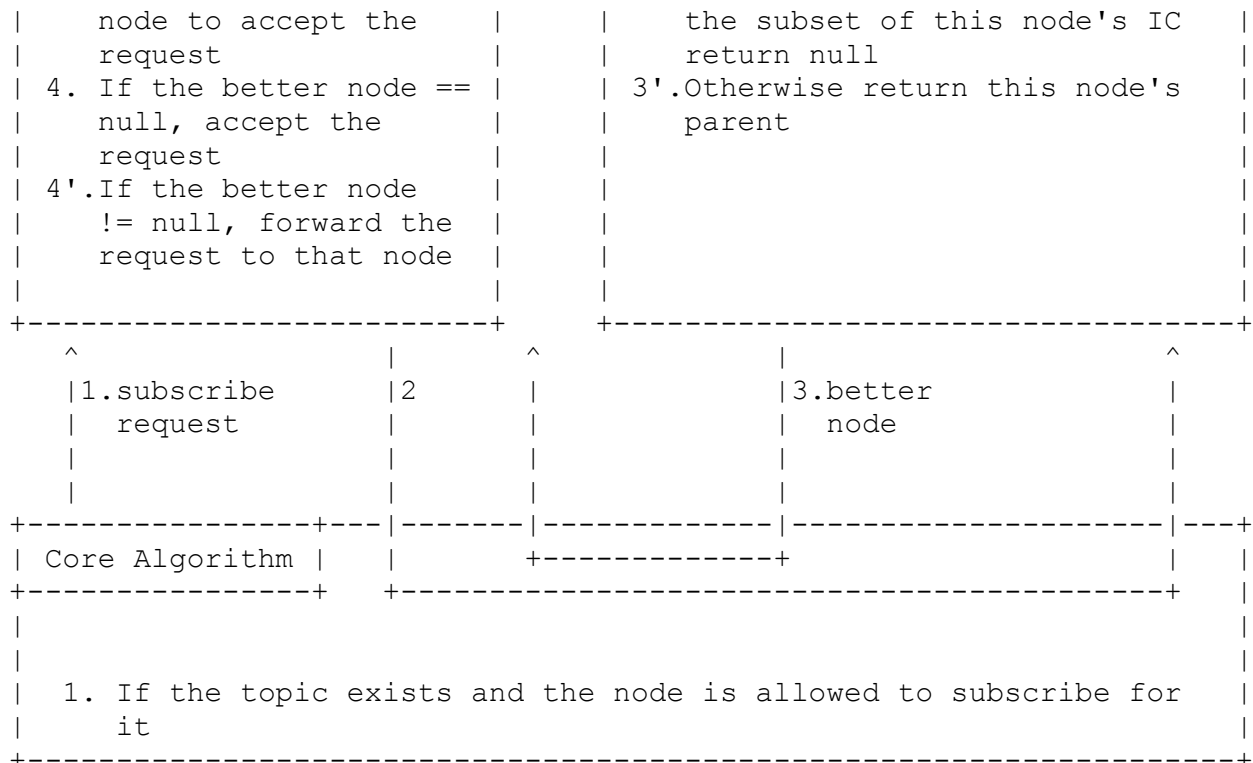 |    node to accept the    |     |    the subset of this node's IC   |
|    request               |     |    return null                    |
| 4. If the better node == |     | 3'.Otherwise return this node's   |
|    null, accept the      |     |    parent                         |
|    request               |     |                                   |
| 4'.If the better node    |     |                                   |
|    != null, forward the  |     |                                   |
|    request to that node  |     |                                   |
|                          |     |                                   |
+--------------------------+     +-----------------------------------+
   ^                 |       ^             |                     ^
   |1.subscribe      |2      |             |3.better             |
   |  request        |       |             |  node               |
   |                 |       |             |                     |
   |                 |       |             |                     |
+----------------+---|-------|-------------|---------------------|---+
| Core Algorithm |   |       +-------------+                     |   |
+----------------+   +-------------------------------------------+   |
|                                                                    |
|                                                                    |
|  1. If the topic exists and the node is allowed to subscribe for   |
|     it                                                             |
+--------------------------------------------------------------------+